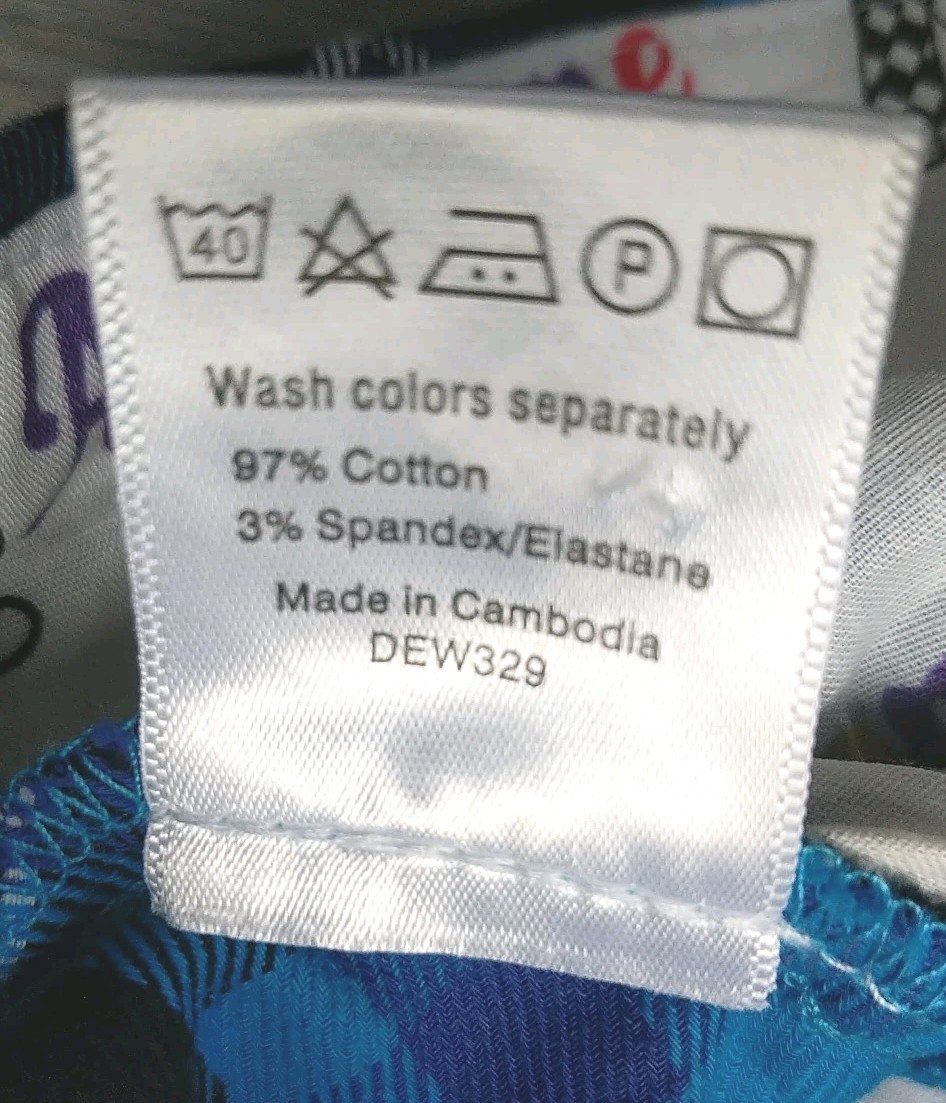 40 P
Wash colors separately
97% Cotton
3% Spandex/Elastane
Made in Cambodia
DEW329